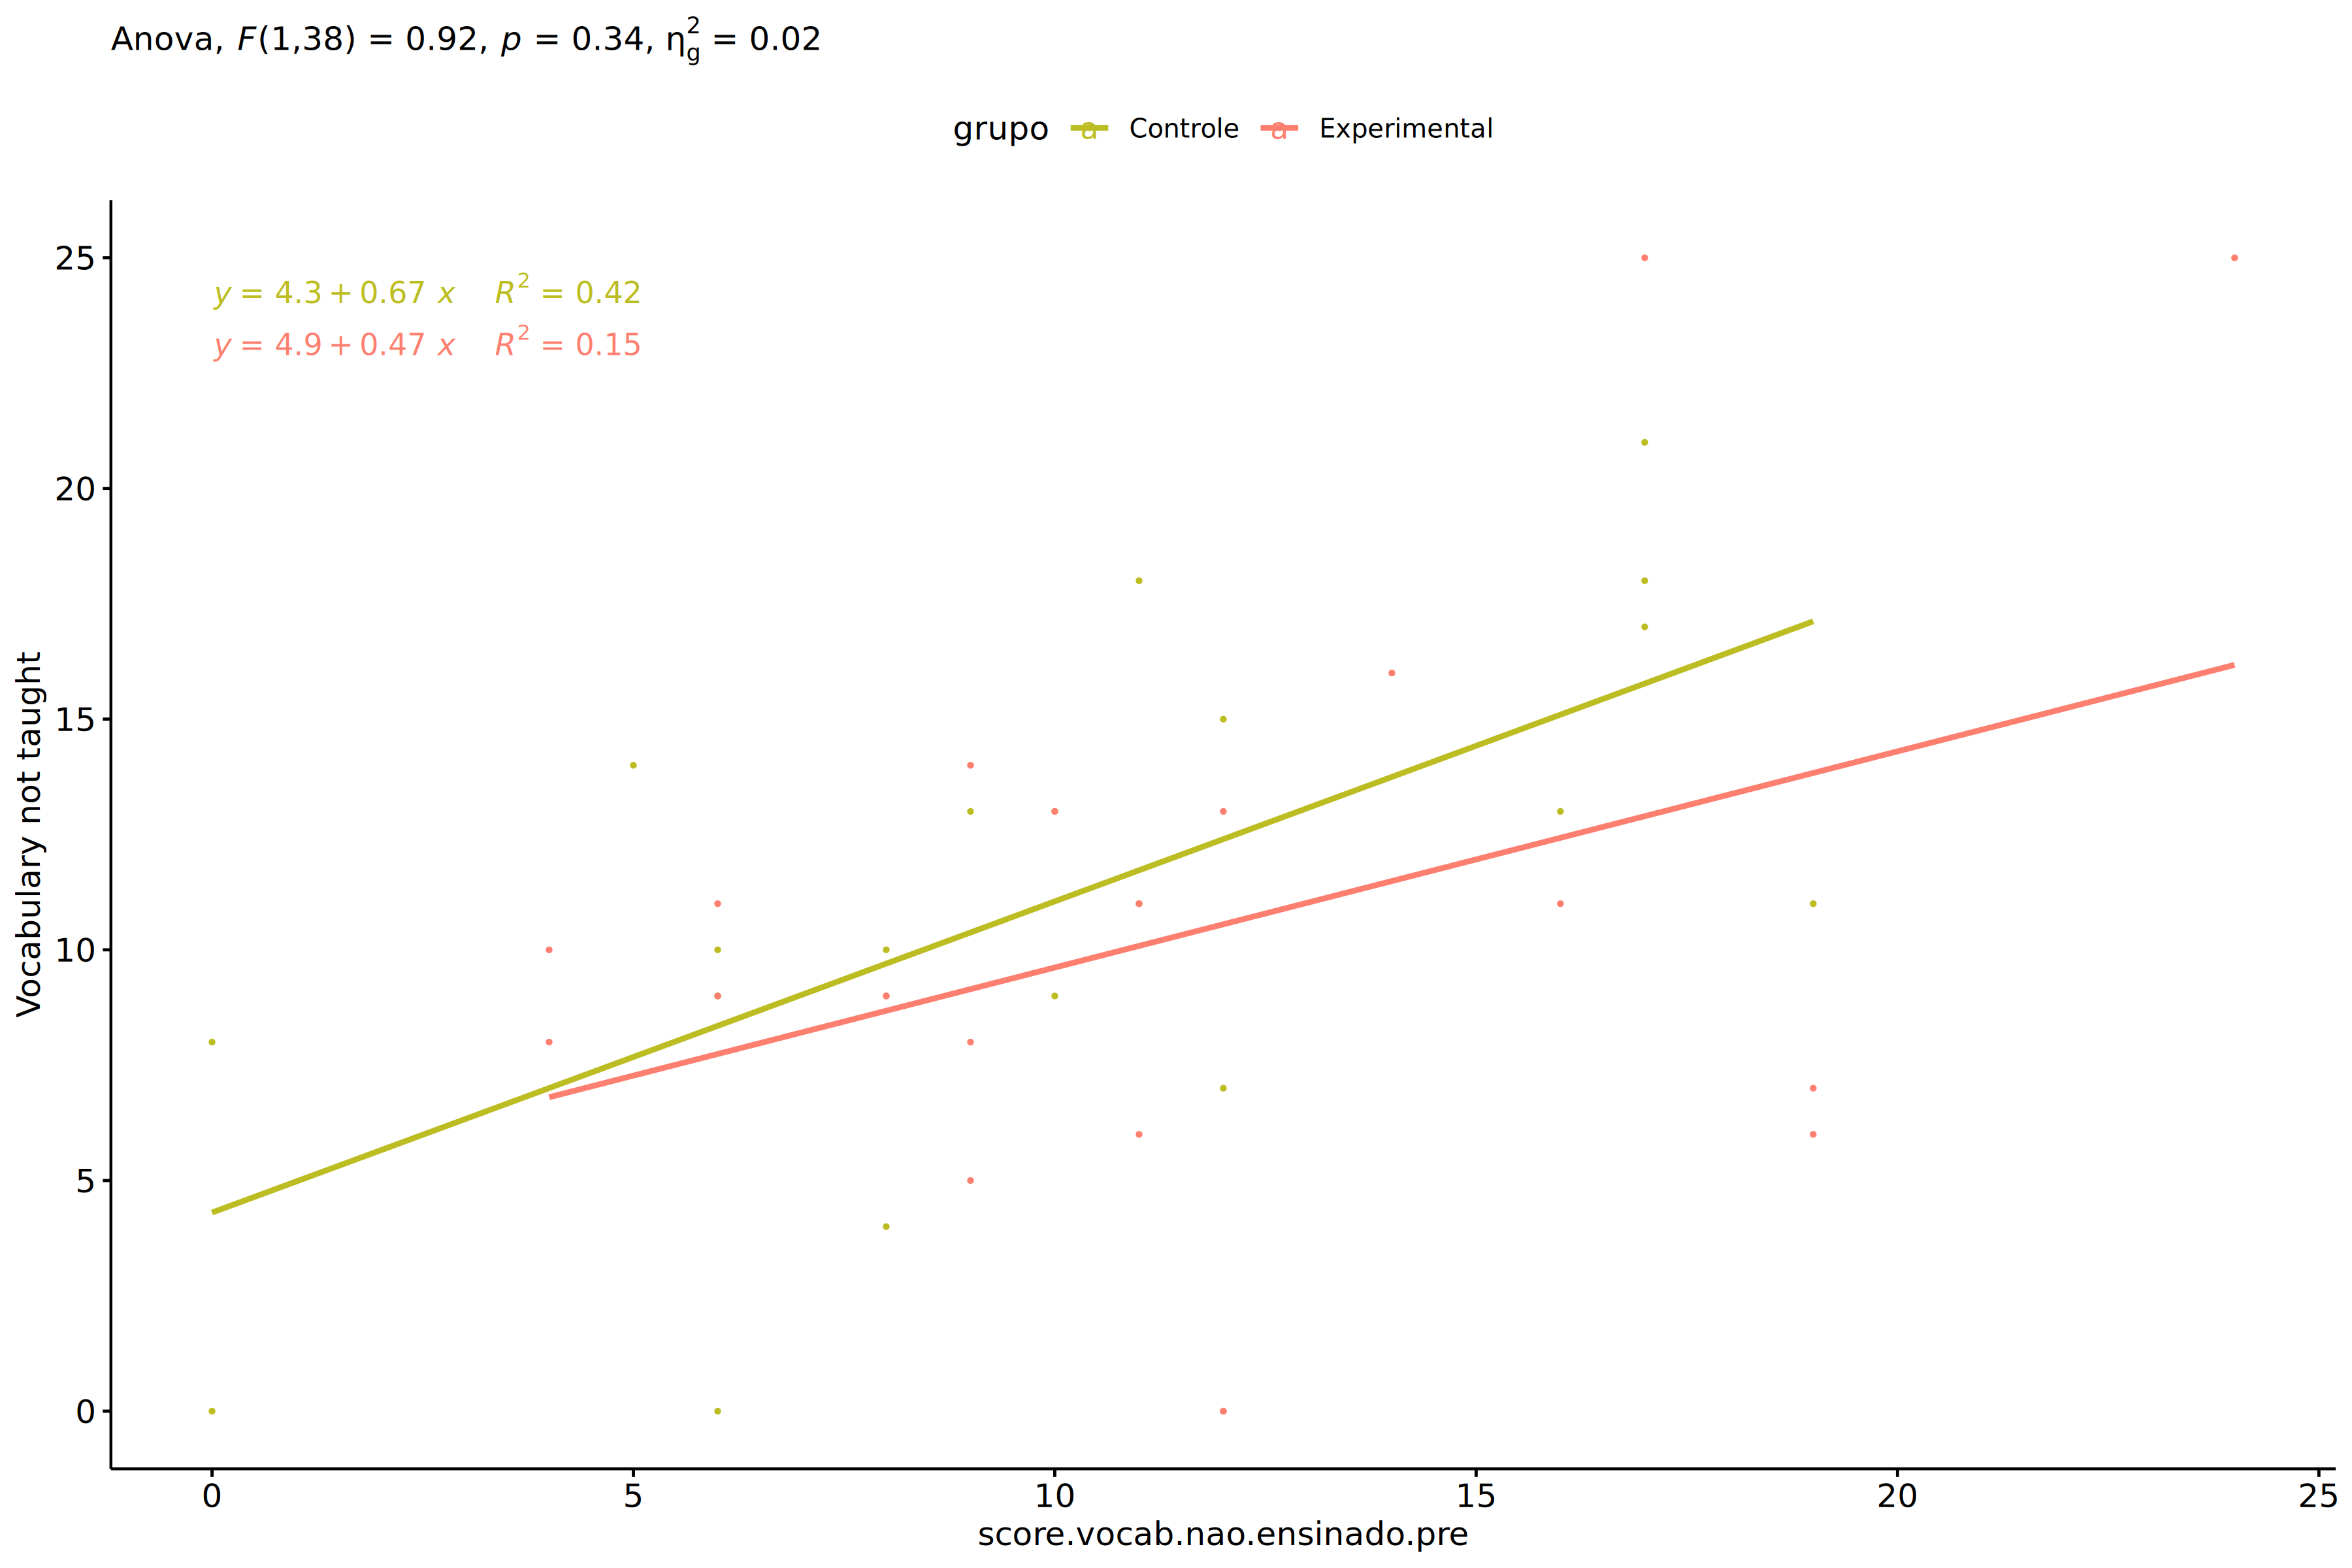 Anova, F(1,38) = 0.92, p = 0.34, η²g = 0.02
grupo a Controle a Experimental
25
20
15
10
5
0
y = 4.3 + 0.67 x R² = 0.42
y = 4.9 + 0.47 x R² = 0.15
Vocabulary not taught
0 5 10 15 20 25
score.vocab.nao.ensinado.pre